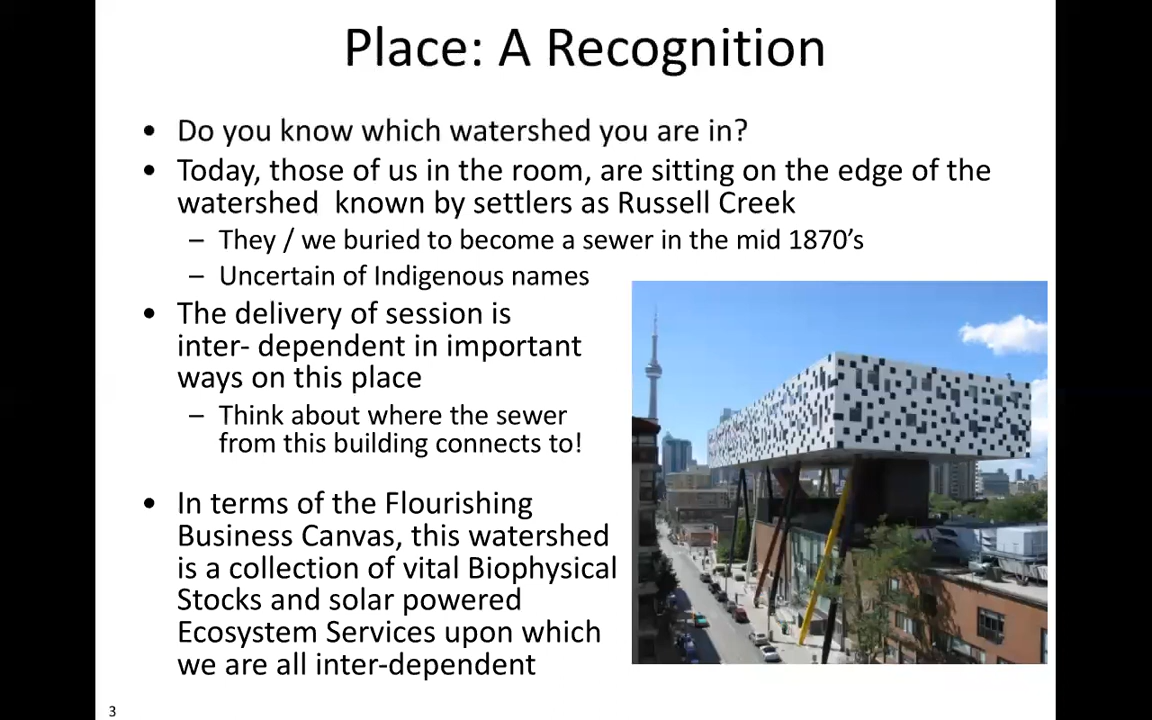 Place: A Recognition
• Do you know which watershed you are in?
• Today, those of us in the room, are sitting on the edge of the
watershed  known by settlers as Russell Creek
– They / we buried to become a sewer in the mid 1870’s
– Uncertain of Indigenous names
• The delivery of session is
inter- dependent in important
ways on this place
– Think about where the sewer
from this building connects to!
• In terms of the Flourishing
Business Canvas, this watershed
is a collection of vital Biophysical
Stocks and solar powered
Ecosystem Services upon which
we are all inter-dependent
3